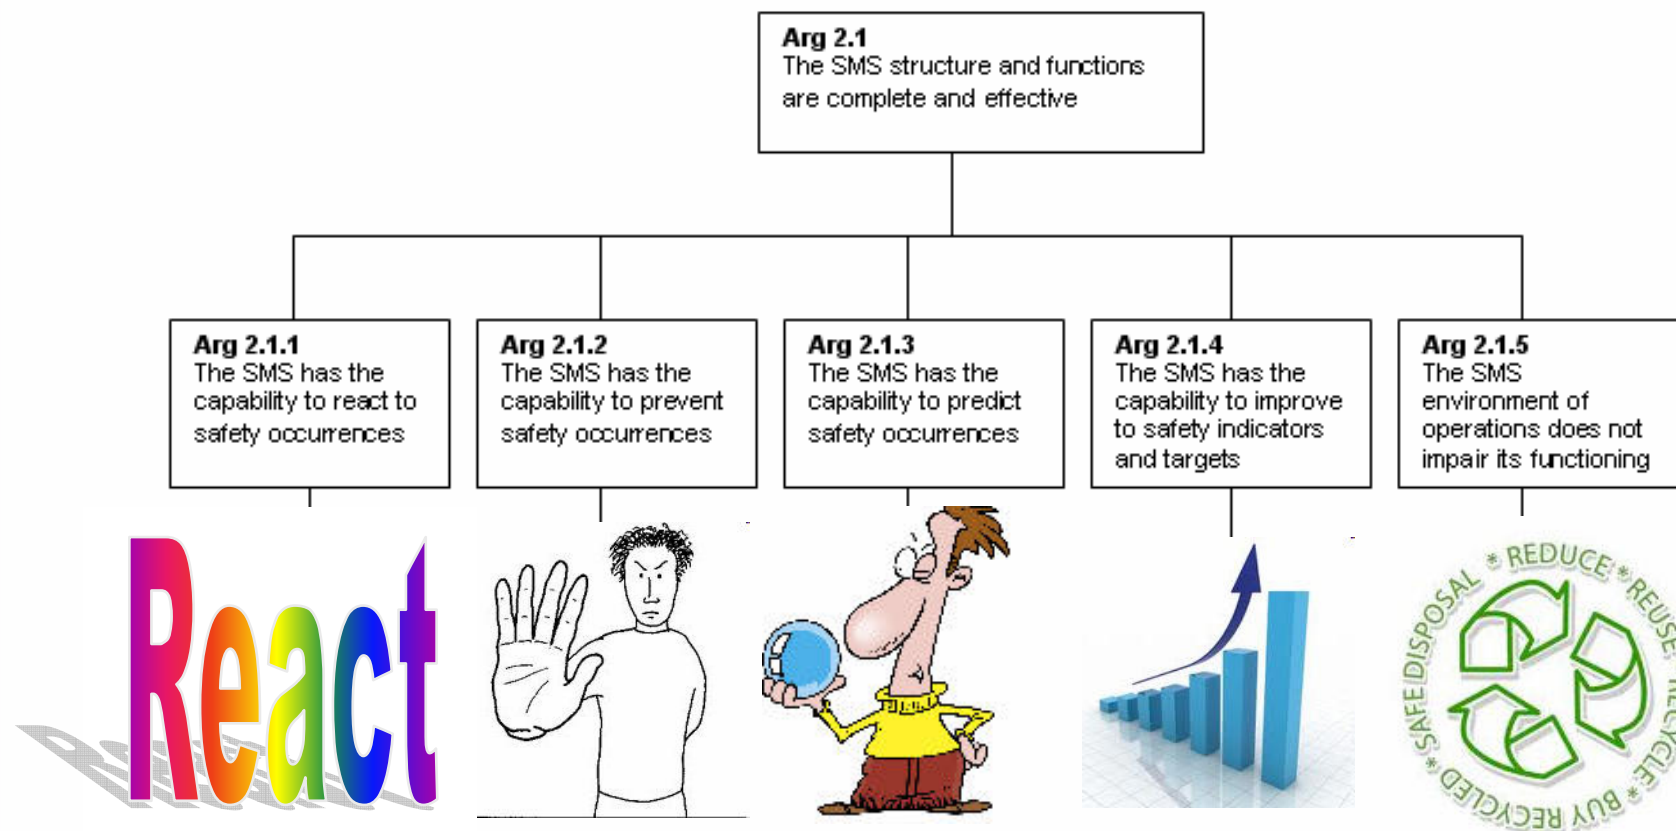 Arg 2.1
The SMS structure and functions
are complete and effective
Arg 2.1.1
The SMS has the
capability to react to
safety occurrences
Arg 2.1.2
The SMS has the
capability to prevent
safety occurrences
Arg 2.1.3
The SMS has the
capability to predict
safety occurrences
Arg 2.1.4
The SMS has the
capability to improve
to safety indicators
and targets
Arg 2.1.5
The SMS
environment of
operations does not
impair its functioning
React
* REDUCE * REUSE * RECYCLE * BUY RECYCLED * SAFE DISPOSAL